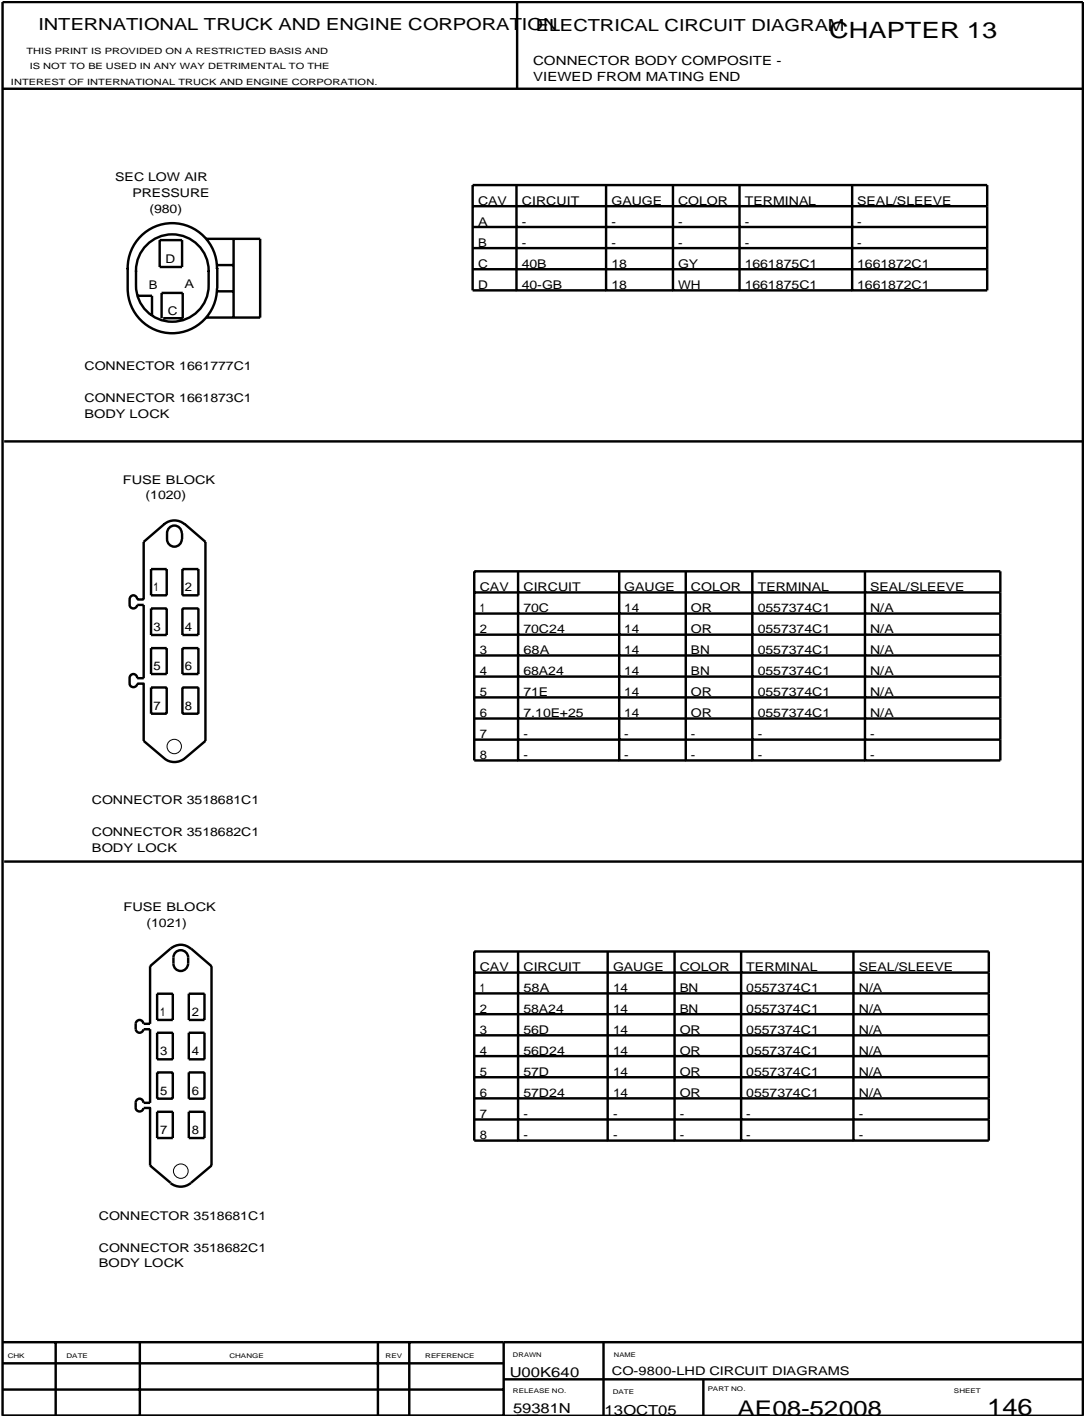 INTERNATIONAL TRUCK AND ENGINE CORPORATION
THIS PRINT IS PROVIDED ON A RESTRICTED BASIS AND
IS NOT TO BE USED IN ANY WAY DETRIMENTAL TO THE
INTEREST OF INTERNATIONAL TRUCK AND ENGINE CORPORATION.
ELECTRICAL CIRCUIT DIAGRAM
CHAPTER 13
CONNECTOR BODY COMPOSITE -
VIEWED FROM MATING END
SEC LOW AIR
PRESSURE
(980)
D
B A
C
CONNECTOR 1661777C1
CONNECTOR 1661873C1
BODY LOCK
CAV CIRCUIT GAUGE COLOR TERMINAL SEAL/SLEEVE
A - - - - -
B - - - - -
C 40B 18 GY 1661875C1 1661872C1
D 40-GB 18 WH 1661875C1 1661872C1
FUSE BLOCK
(1020)
1 2
3 4
5 6
7 8
CONNECTOR 3518681C1
CONNECTOR 3518682C1
BODY LOCK
CAV CIRCUIT GAUGE COLOR TERMINAL SEAL/SLEEVE
1 70C 14 OR 0557374C1 N/A
2 70C24 14 OR 0557374C1 N/A
3 68A 14 BN 0557374C1 N/A
4 68A24 14 BN 0557374C1 N/A
5 71E 14 OR 0557374C1 N/A
6 7.10E+25 14 OR 0557374C1 N/A
7 - - - - -
8 - - - - -
FUSE BLOCK
(1021)
1 2
3 4
5 6
7 8
CONNECTOR 3518681C1
CONNECTOR 3518682C1
BODY LOCK
CAV CIRCUIT GAUGE COLOR TERMINAL SEAL/SLEEVE
1 58A 14 BN 0557374C1 N/A
2 58A24 14 BN 0557374C1 N/A
3 56D 14 OR 0557374C1 N/A
4 56D24 14 OR 0557374C1 N/A
5 57D 14 OR 0557374C1 N/A
6 57D24 14 OR 0557374C1 N/A
7 - - - - -
8 - - - - -
CHK DATE CHANGE REV REFERENCE
DRAWN
U00K640
NAME
CO-9800-LHD CIRCUIT DIAGRAMS
RELEASE NO.
59381N
DATE
13OCT05
PART NO.
AE08-52008
SHEET
146